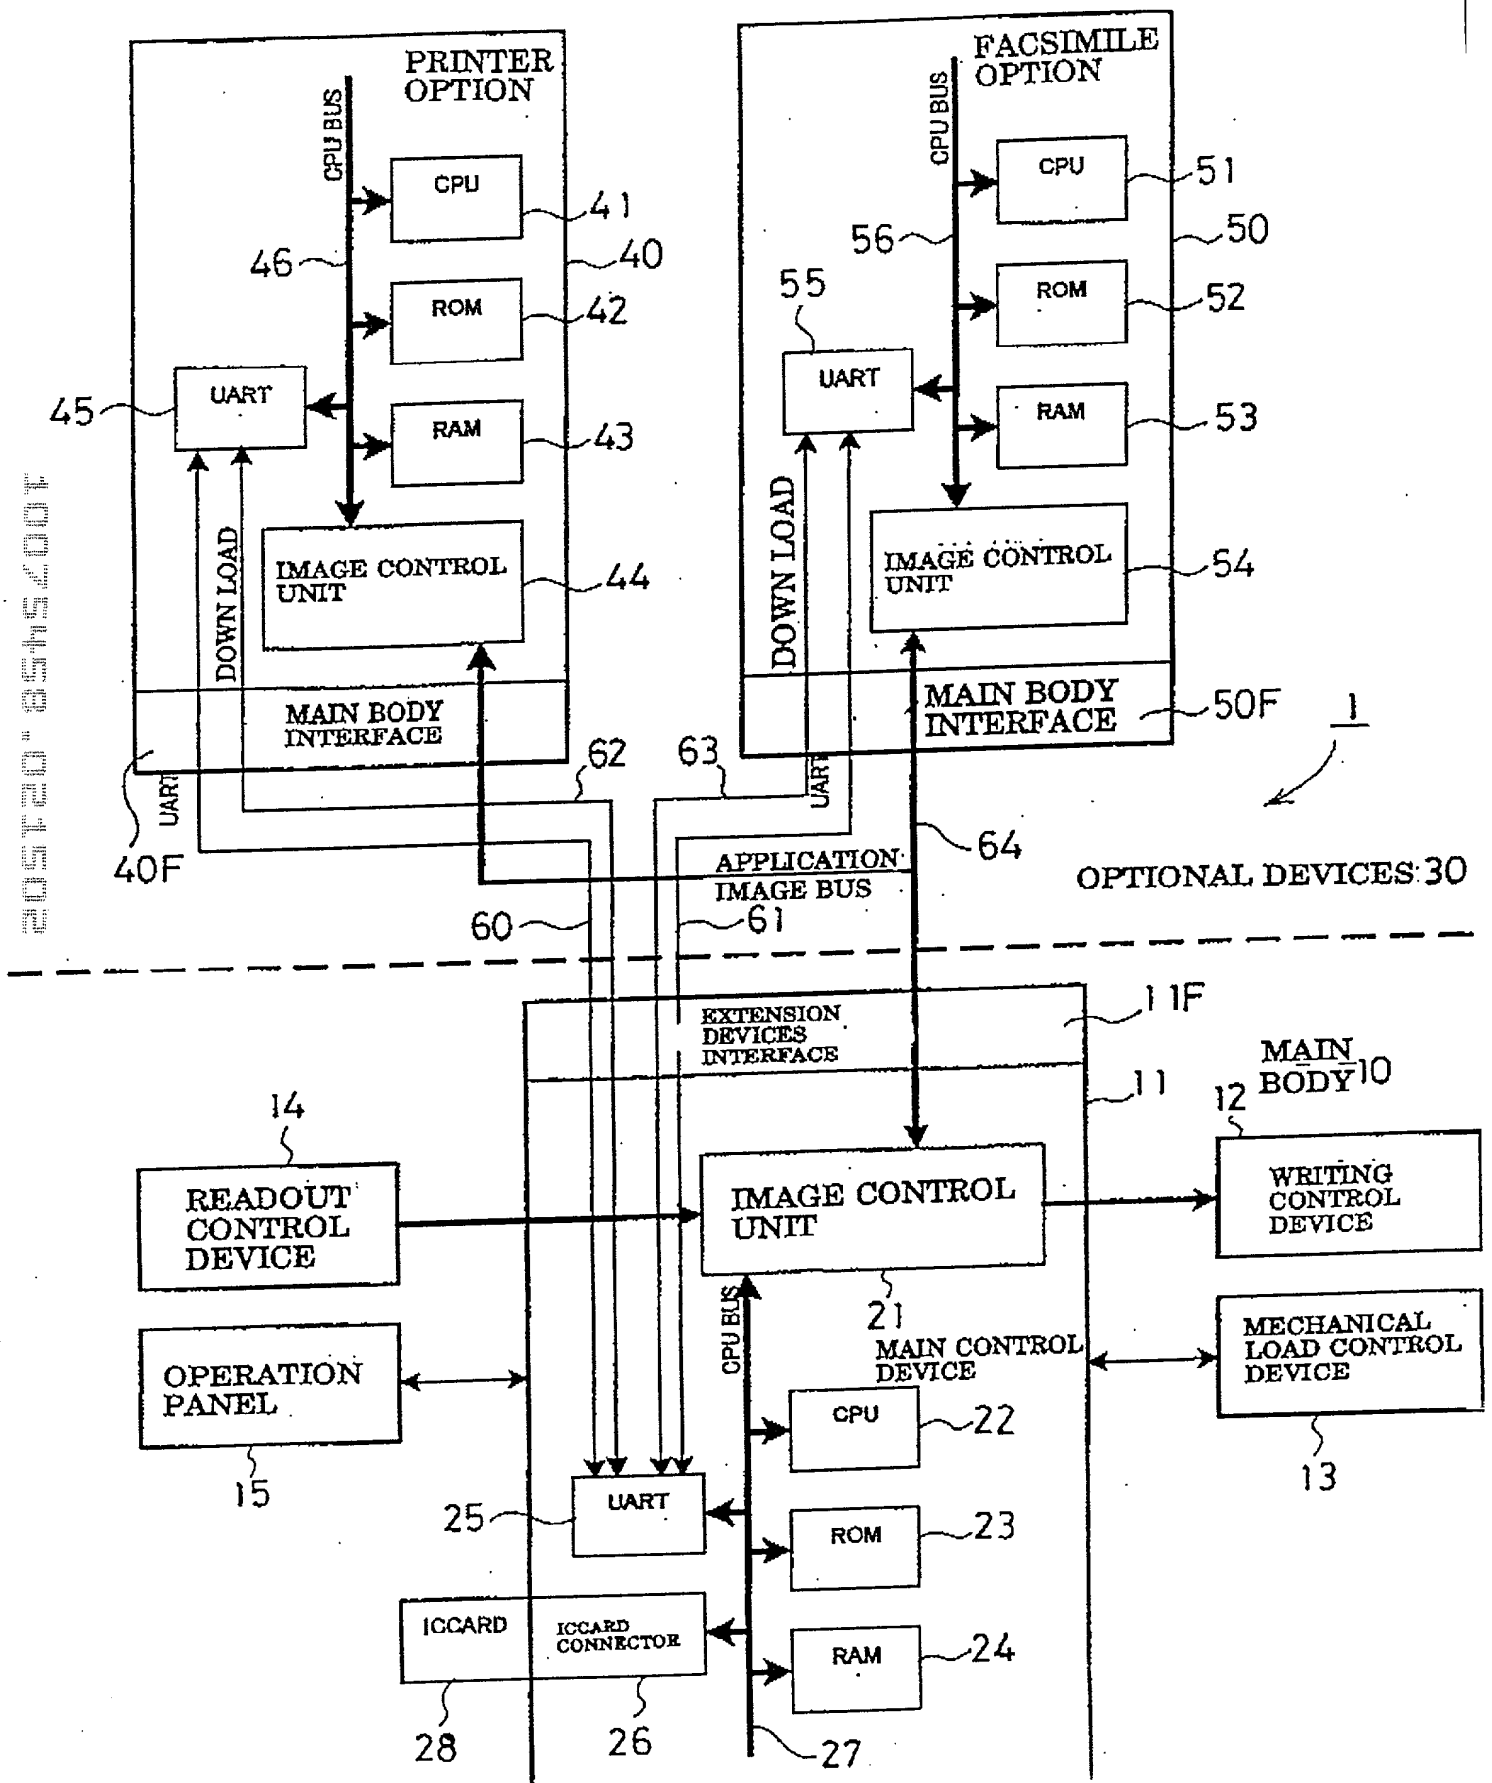 PRINTER
OPTION
CPU BUS
CPU
41
46
40
ROM
42
UART
45
RAM
43
DOWN LOAD
IMAGE CONTROL
UNIT
44
MAIN BODY
INTERFACE
UART
40F
FACSIMILE
OPTION
CPU BUS
CPU
51
56
50
55
ROM
52
UART
RAM
53
DOWN LOAD
IMAGE CONTROL
UNIT
54
MAIN BODY
INTERFACE
50F
UART
1
62
63
64
APPLICATION
IMAGE BUS
60
61
OPTIONAL DEVICES:30
EXTENSION
DEVICES
INTERFACE
11F
MAIN
BODY 10
11
14
12
READOUT
CONTROL
DEVICE
IMAGE CONTROL
UNIT
WRITING
CONTROL
DEVICE
21
CPU BUS
MAIN CONTROL
DEVICE
OPERATION
PANEL
15
MECHANICAL
LOAD CONTROL
DEVICE
13
CPU
22
UART
25
ROM
23
ICCARD
ICCARD
CONNECTOR
RAM
24
28
26
27
10075458.021502